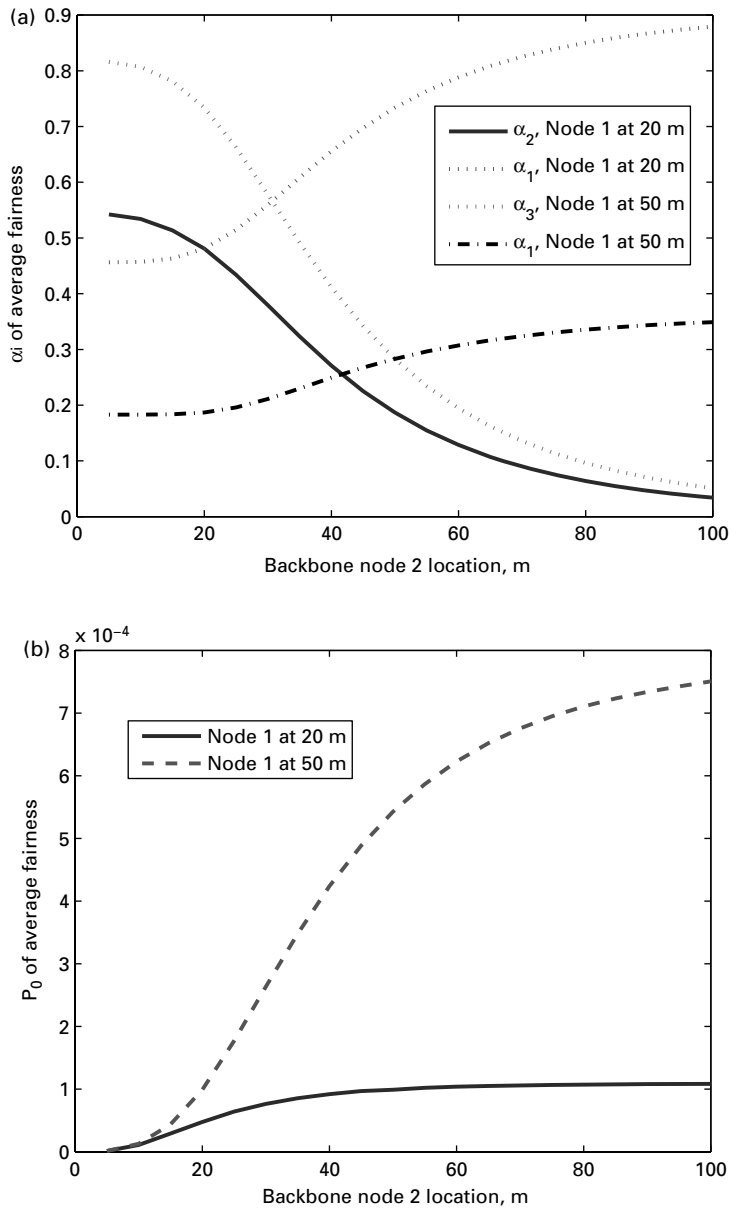 (a)
0.9
0.8
0.7
0.6
0.5
0.4
0.3
0.2
0.1
0
αi of average fairness
α2, Node 1 at 20 m
α1, Node 1 at 20 m
α3, Node 1 at 50 m
α1, Node 1 at 50 m
0 20 40 60 80 100
Backbone node 2 location, m
(b)
x 10−4
8
7
6
5
4
3
2
1
0
P0 of average fairness
Node 1 at 20 m
Node 1 at 50 m
0 20 40 60 80 100
Backbone node 2 location, m